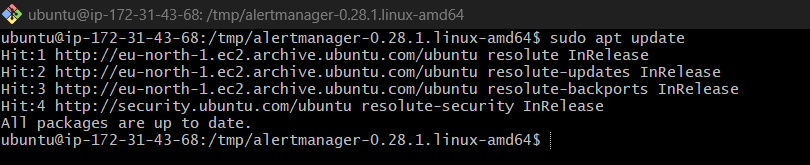 ubuntu@ip-172-31-43-68: /tmp/alertmanager-0.28.1.linux-amd64
ubuntu@ip-172-31-43-68:/tmp/alertmanager-0.28.1.linux-amd64$ sudo apt update
Hit:1 http://eu-north-1.ec2.archive.ubuntu.com/ubuntu resolute InRelease
Hit:2 http://eu-north-1.ec2.archive.ubuntu.com/ubuntu resolute-updates InRelease
Hit:3 http://eu-north-1.ec2.archive.ubuntu.com/ubuntu resolute-backports InRelease
Hit:4 http://security.ubuntu.com/ubuntu resolute-security InRelease
All packages are up to date.
ubuntu@ip-172-31-43-68:/tmp/alertmanager-0.28.1.linux-amd64$